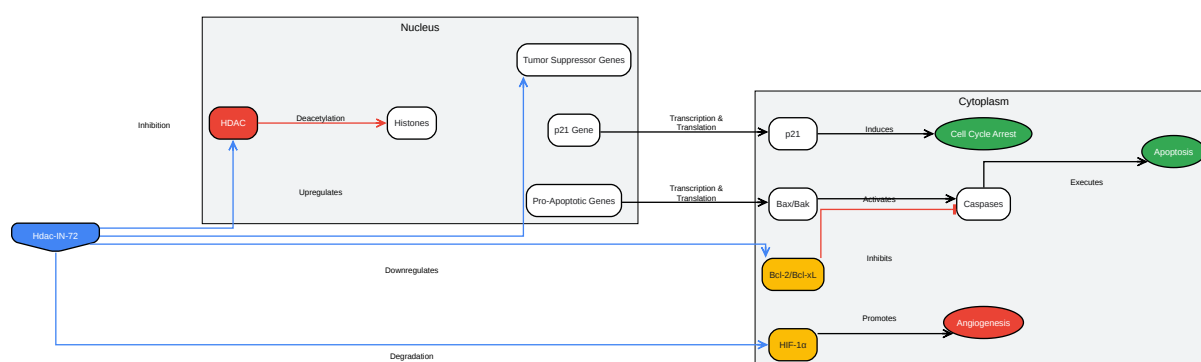 Nucleus
Tumor Suppressor Genes
Cytoplasm
Inhibition
HDAC
Deacetylation
Histones
p21 Gene
Transcription &
Translation
p21
Induces
Cell Cycle Arrest
Apoptosis
Upregulates
Pro-Apoptotic Genes
Transcription &
Translation
Bax/Bak
Activates
Caspases
Executes
Hdac-IN-72
Downregulates
Bcl-2/Bcl-xL
Inhibits
Degradation
HIF-1α
Promotes
Angiogenesis